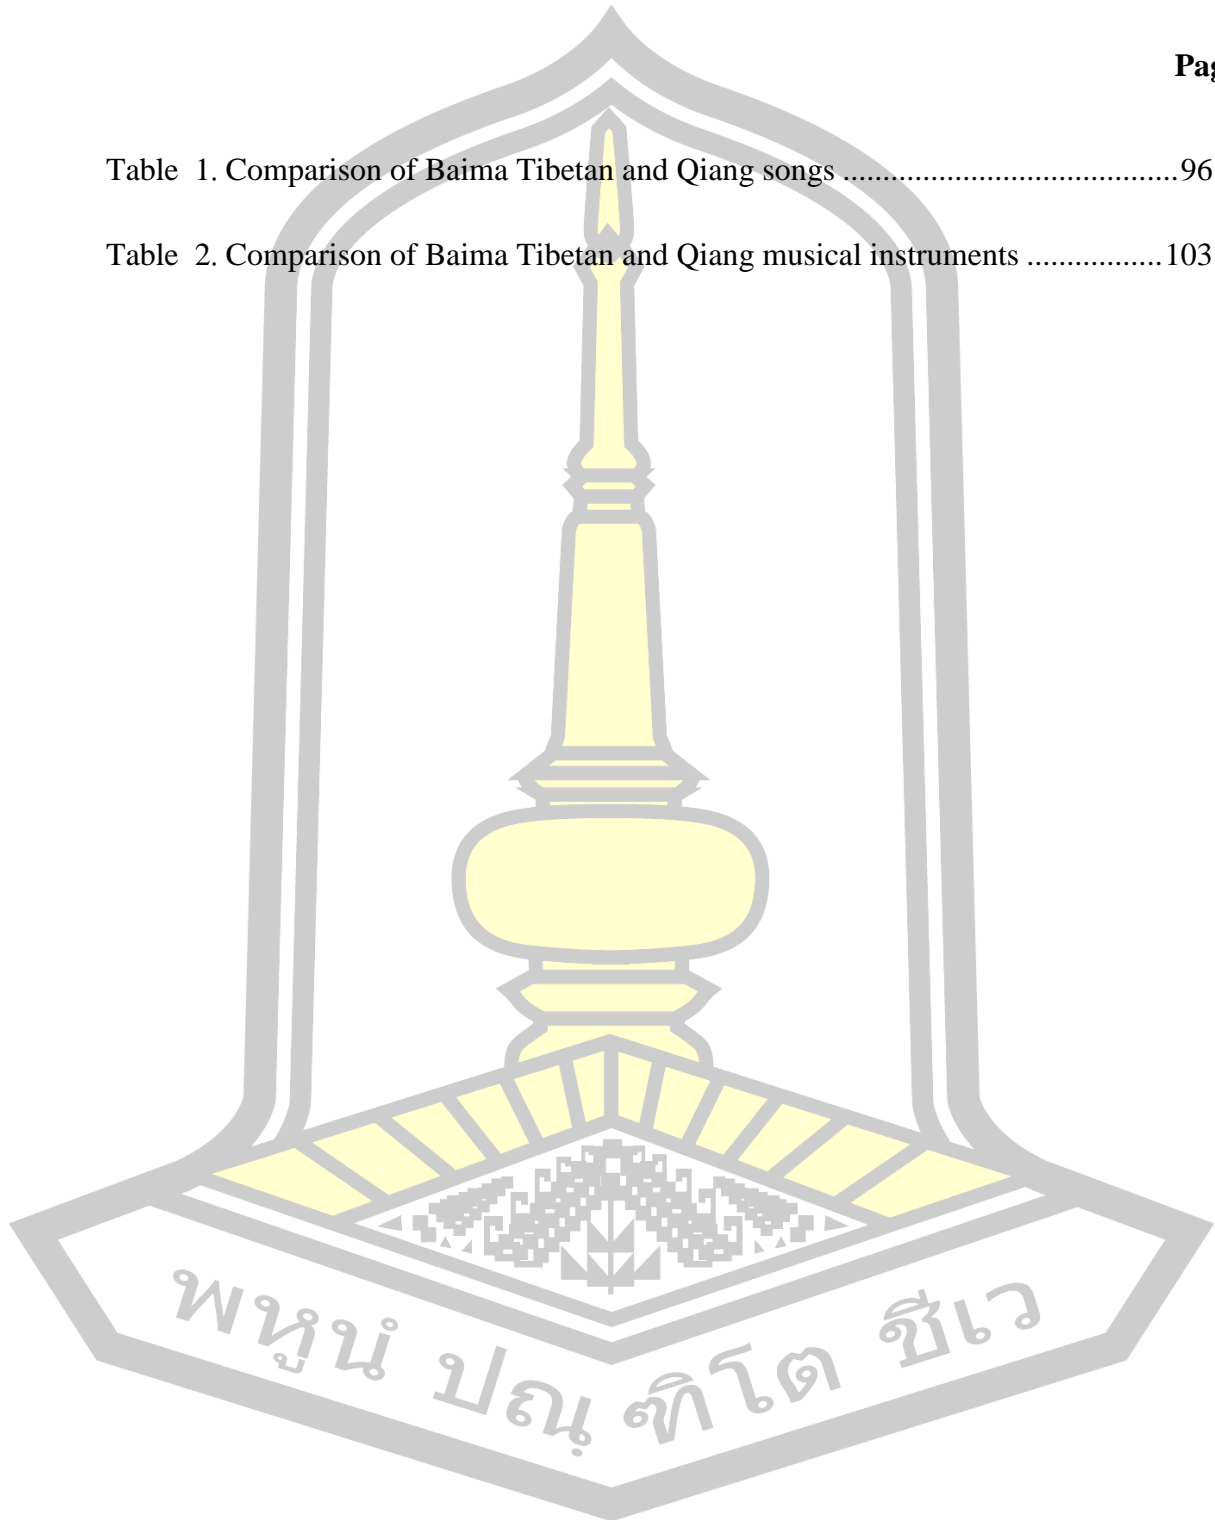 Pag
Table 1. Comparison of Baima Tibetan and Qiang songs ........................................96
Table 2. Comparison of Baima Tibetan and Qiang musical instruments .................103
พหูนํ ปณฺ ฑิโต ชีเว